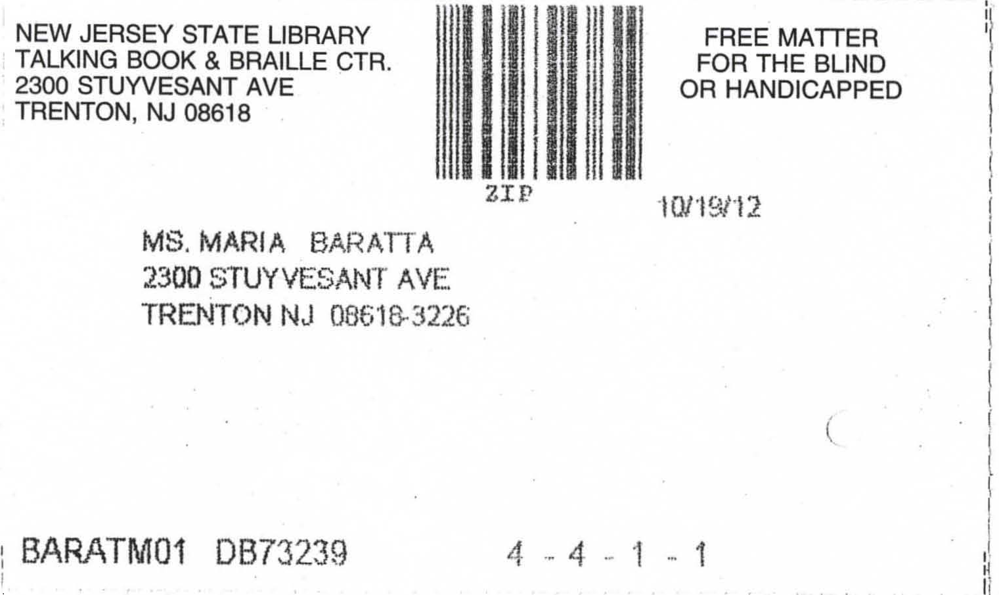 NEW JERSEY STATE LIBRARY
TALKING BOOK & BRAILLE CTR.
2300 STUYVESANT AVE
TRENTON, NJ 08618
FREE MATTER
FOR THE BLIND
OR HANDICAPPED
ZIP
10/19/12
MS. MARIA BARATTA
2300 STUYVESANT AVE
TRENTON NJ 08618-3226
BARATM01 DB73239
4 - 4 - 1 - 1